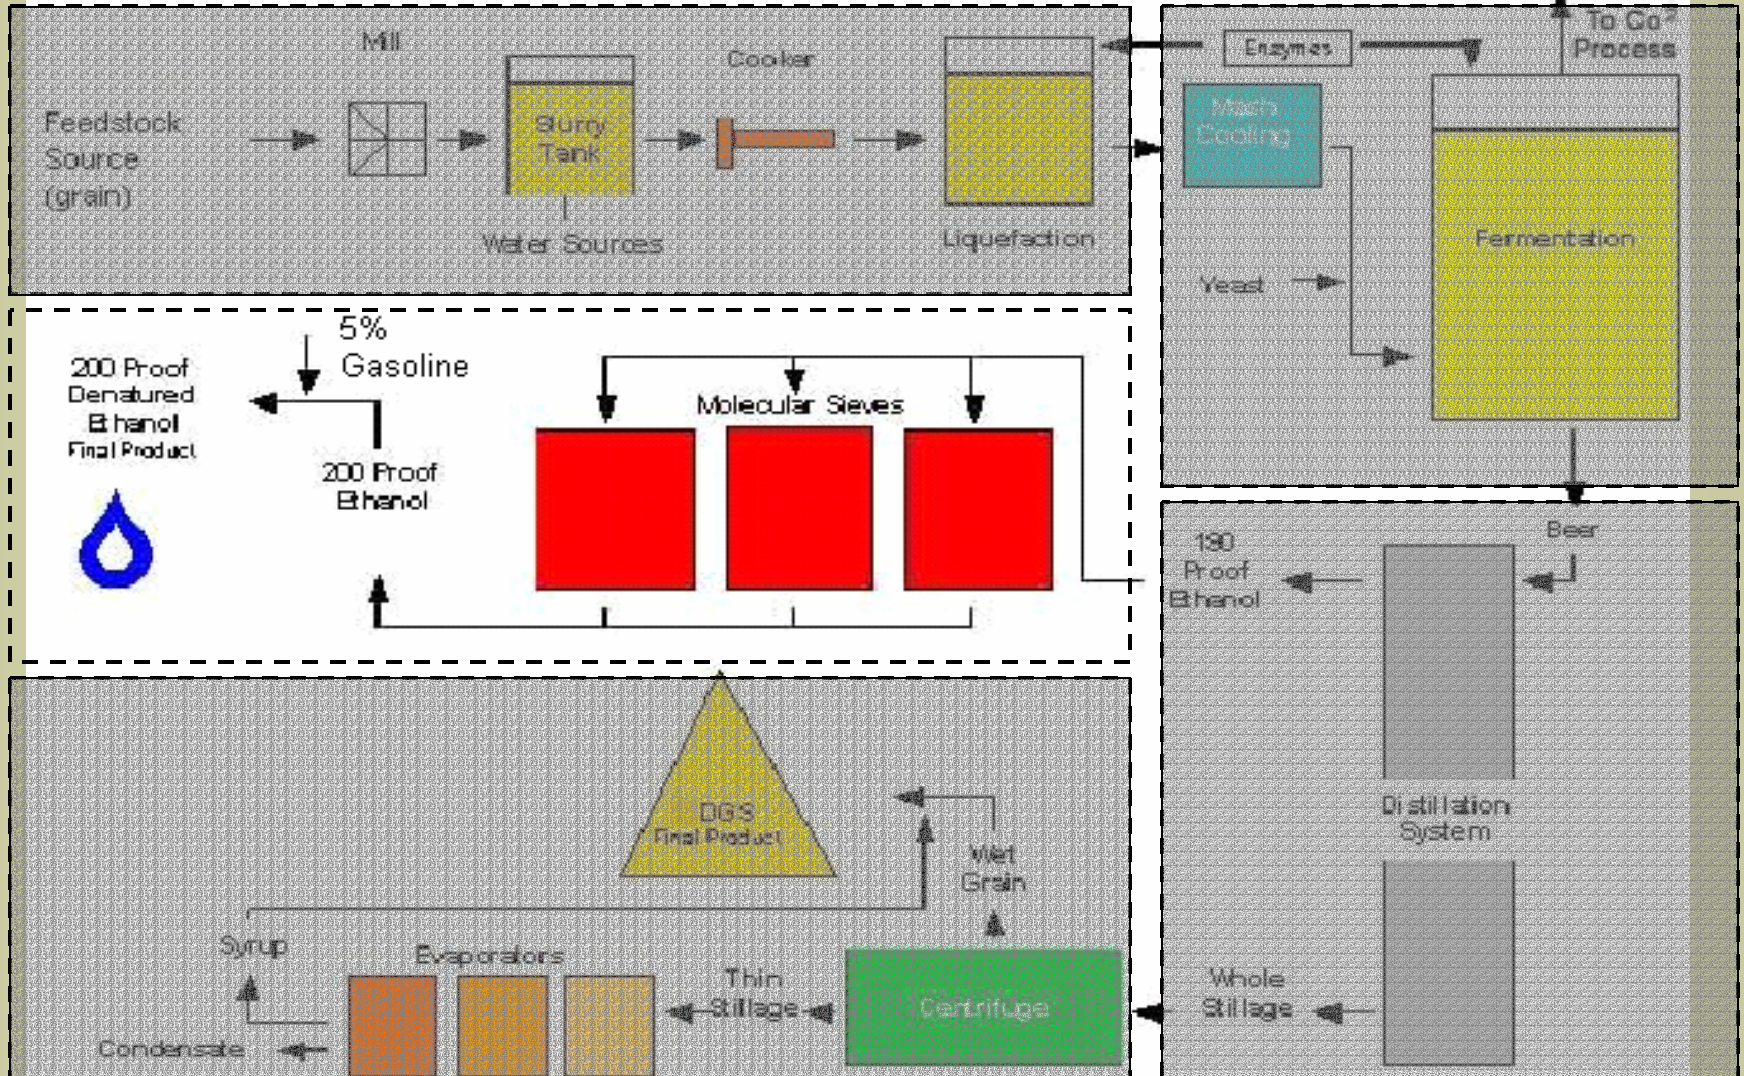 Mill
Cooker
Feedstock
Source
(grain)
Slurry
Tank
Water Sources
Liquefaction
Enzymes
To Co²
Process
Mash
Cooling
Fermentation
Yeast
5%
Gasoline
200 Proof
Denatured
Ethanol
Final Product
200 Proof
Ethanol
Molecular Sieves
190
Proof
Ethanol
Beer
Distillation
System
DGS
Final Product
Wet
Grain
Syrup
Evaporators
Thin
Stillage
Centrifuge
Whole
Stillage
Condensate